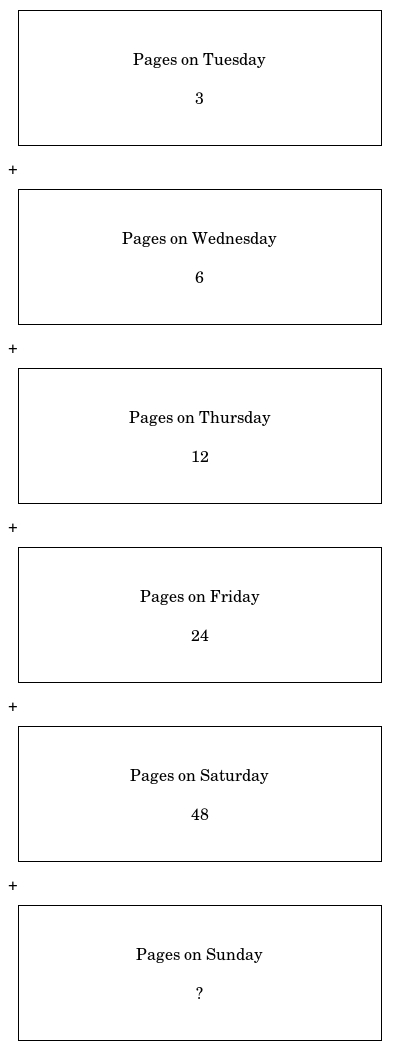 Pages on Tuesday
3
+
Pages on Wednesday
6
+
Pages on Thursday
12
+
Pages on Friday
24
+
Pages on Saturday
48
+
Pages on Sunday
?